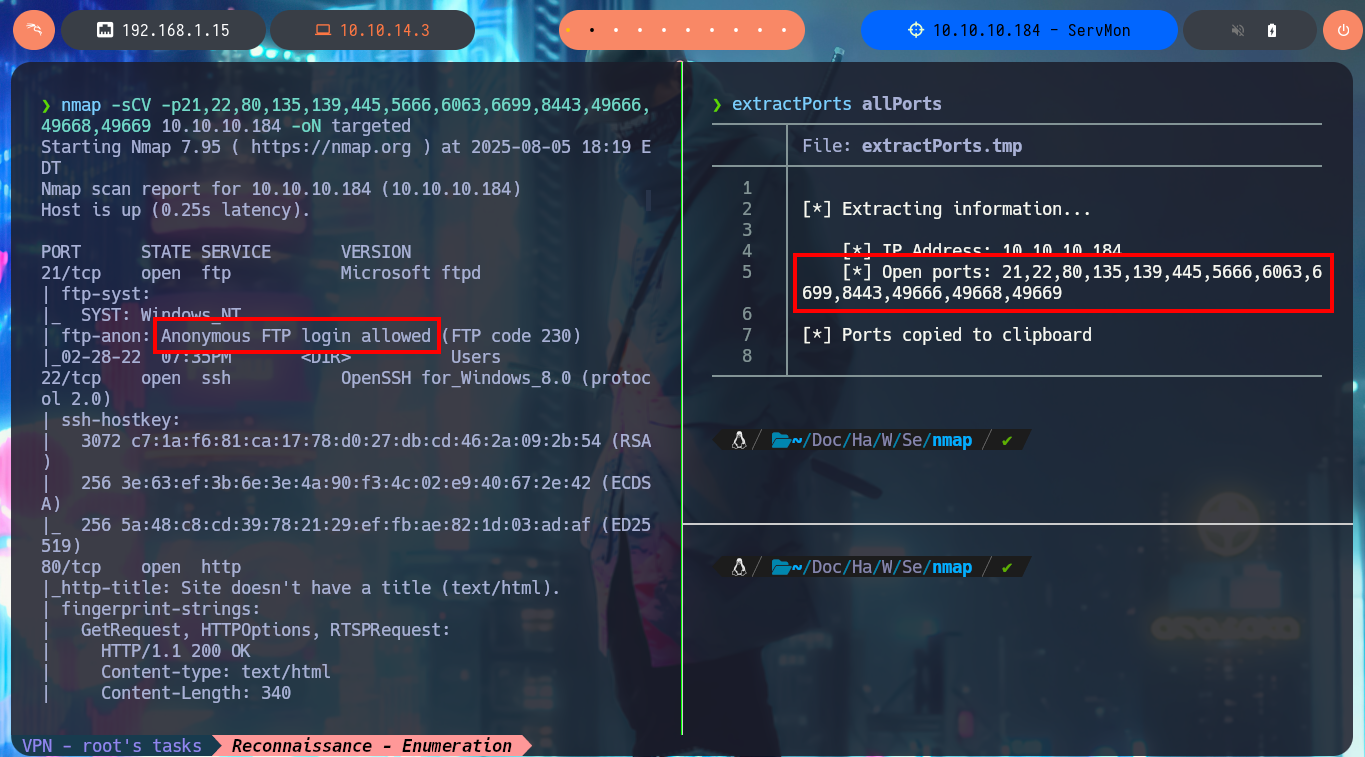 192.168.1.15
10.10.14.3
10.10.10.184 - ServMon
❯ nmap -sCV -p21,22,80,135,139,445,5666,6063,6699,8443,49666,
49668,49669 10.10.10.184 -oN targeted
Starting Nmap 7.95 ( https://nmap.org ) at 2025-08-05 18:19 E
DT
Nmap scan report for 10.10.10.184 (10.10.10.184)
Host is up (0.25s latency).
PORT      STATE SERVICE       VERSION
21/tcp    open  ftp           Microsoft ftpd
| ftp-syst:
|_  SYST: Windows_NT
| ftp-anon: Anonymous FTP login allowed (FTP code 230)
|_02-28-22  07:35PM       <DIR>          Users
22/tcp    open  ssh           OpenSSH for_Windows_8.0 (protoc
ol 2.0)
| ssh-hostkey:
|   3072 c7:1a:f6:81:ca:17:78:d0:27:db:cd:46:2a:09:2b:54 (RSA
)
|   256 3e:63:ef:3b:6e:3e:4a:90:f3:4c:02:e9:40:67:2e:42 (ECDS
A)
|_  256 5a:48:c8:cd:39:78:21:29:ef:fb:ae:82:1d:03:ad:af (ED25
519)
80/tcp    open  http
|_http-title: Site doesn't have a title (text/html).
| fingerprint-strings:
|   GetRequest, HTTPOptions, RTSPRequest:
|     HTTP/1.1 200 OK
|     Content-type: text/html
|     Content-Length: 340
❯ extractPorts allPorts
File: extractPorts.tmp
1
2 [*] Extracting information...
3
4     [*] IP Address: 10.10.10.184
5     [*] Open ports: 21,22,80,135,139,445,5666,6063,6
699,8443,49666,49668,49669
6
7 [*] Ports copied to clipboard
8
~/Doc/Ha/W/Se/nmap ✔
~/Doc/Ha/W/Se/nmap ✔
VPN - root's tasks
Reconnaissance - Enumeration